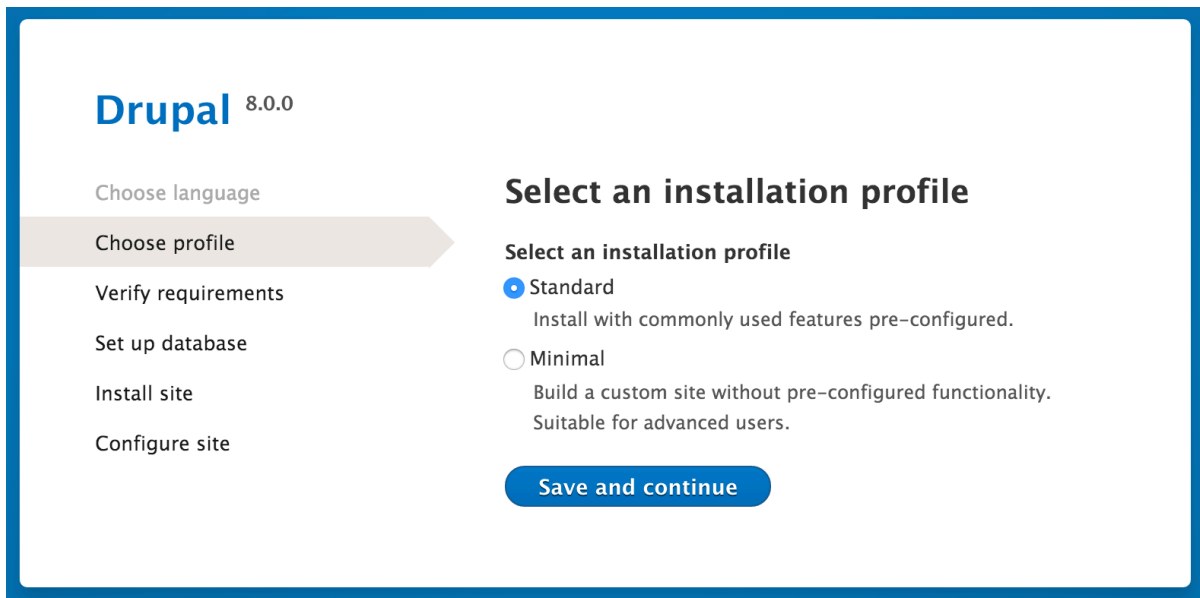 Drupal 8.0.0
Choose language
Choose profile
Verify requirements
Set up database
Install site
Configure site
Select an installation profile
Select an installation profile
Standard
Install with commonly used features pre-configured.
Minimal
Build a custom site without pre-configured functionality.
Suitable for advanced users.
Save and continue